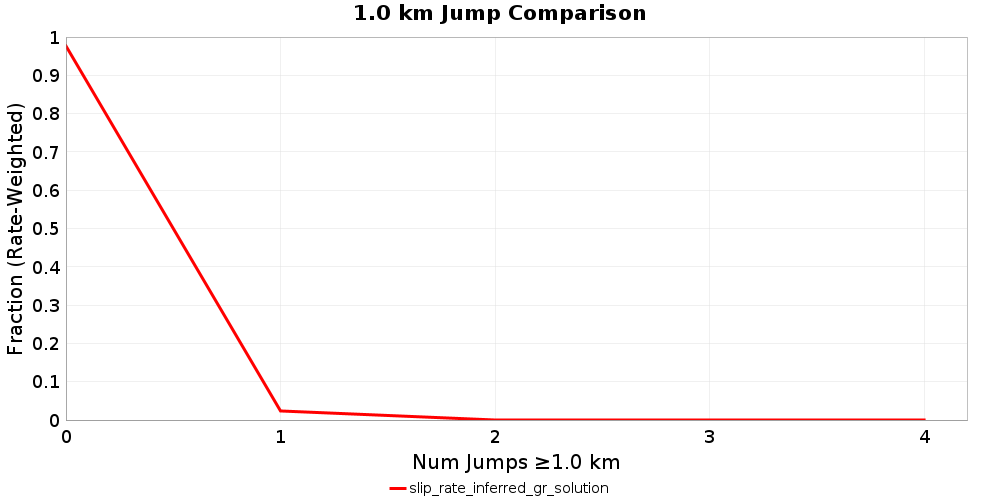 1.0 km Jump Comparison
Fraction (Rate-Weighted)
1
0.9
0.8
0.7
0.6
0.5
0.4
0.3
0.2
0.1
0
0 1 2 3 4
Num Jumps ≥1.0 km
slip_rate_inferred_gr_solution